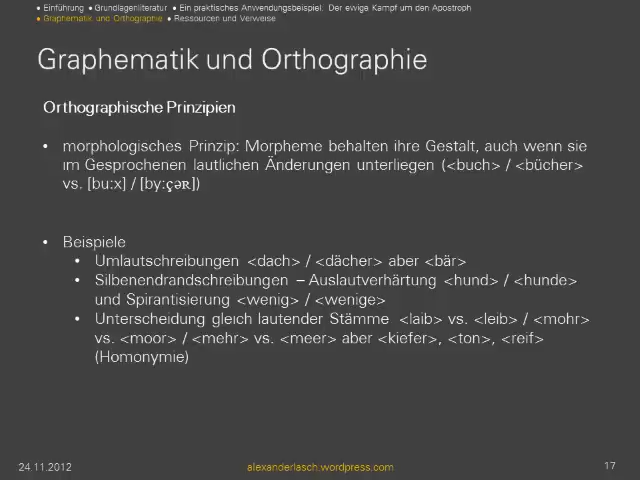 • Einführung • Grundlagenliteratur • Ein praktisches Anwendungsbeispiel: Der ewige Kampf um den Apostroph
• Graphematik und Orthographie • Ressourcen und Verweise
Graphematik und Orthographie
Orthographische Prinzipien
• morphologisches Prinzip: Morpheme behalten ihre Gestalt, auch wenn sie
im Gesprochenen lautlichen Änderungen unterliegen (<buch> / <bücher>
vs. [bu:x] / [by:çəʀ])
• Beispiele
• Umlautschreibungen <dach> / <dächer> aber <bär>
• Silbenendrandschreibungen – Auslautverhärtung <hund> / <hunde>
und Spirantisierung <wenig> / <wenige>
• Unterscheidung gleich lautender Stämme <laib> vs. <leib> / <mohr>
vs. <moor> / <mehr> vs. <meer> aber <kiefer>, <ton>, <reif>
(Homonymie)
24.11.2012
alexanderlasch.wordpress.com
17